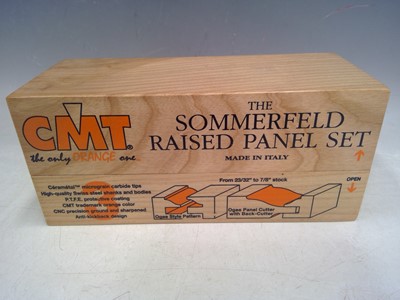 CMT®
the only ORANGE one...
THE
SOMMERFELD
RAISED PANEL SET
MADE IN ITALY
From 25/32" to 7/8" stock
OPEN
micrograin carbide tips
High-quality Swiss steel shanks and bodies
P.T.F.E. protective coating
CMT trademark orange color
CNC precision ground and sharpened
Anti-kickback design
Ogee Style Pattern
Ogee Panel Cutter
with Back-Cutter